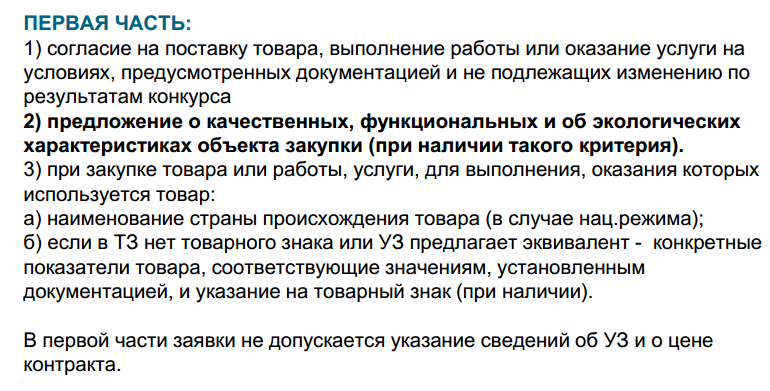 ПЕРВАЯ ЧАСТЬ:
1) согласие на поставку товара, выполнение работы или оказание услуги на
условиях, предусмотренных документацией и не подлежащих изменению по
результатам конкурса
2) предложение о качественных, функциональных и об экологических
характеристиках объекта закупки (при наличии такого критерия).
3) при закупке товара или работы, услуги, для выполнения, оказания которых
используется товар:
а) наименование страны происхождения товара (в случае нац.режима);
б) если в ТЗ нет товарного знака или УЗ предлагает эквивалент -  конкретные
показатели товара, соответствующие значениям, установленным
документацией, и указание на товарный знак (при наличии).
В первой части заявки не допускается указание сведений об УЗ и о цене
контракта.